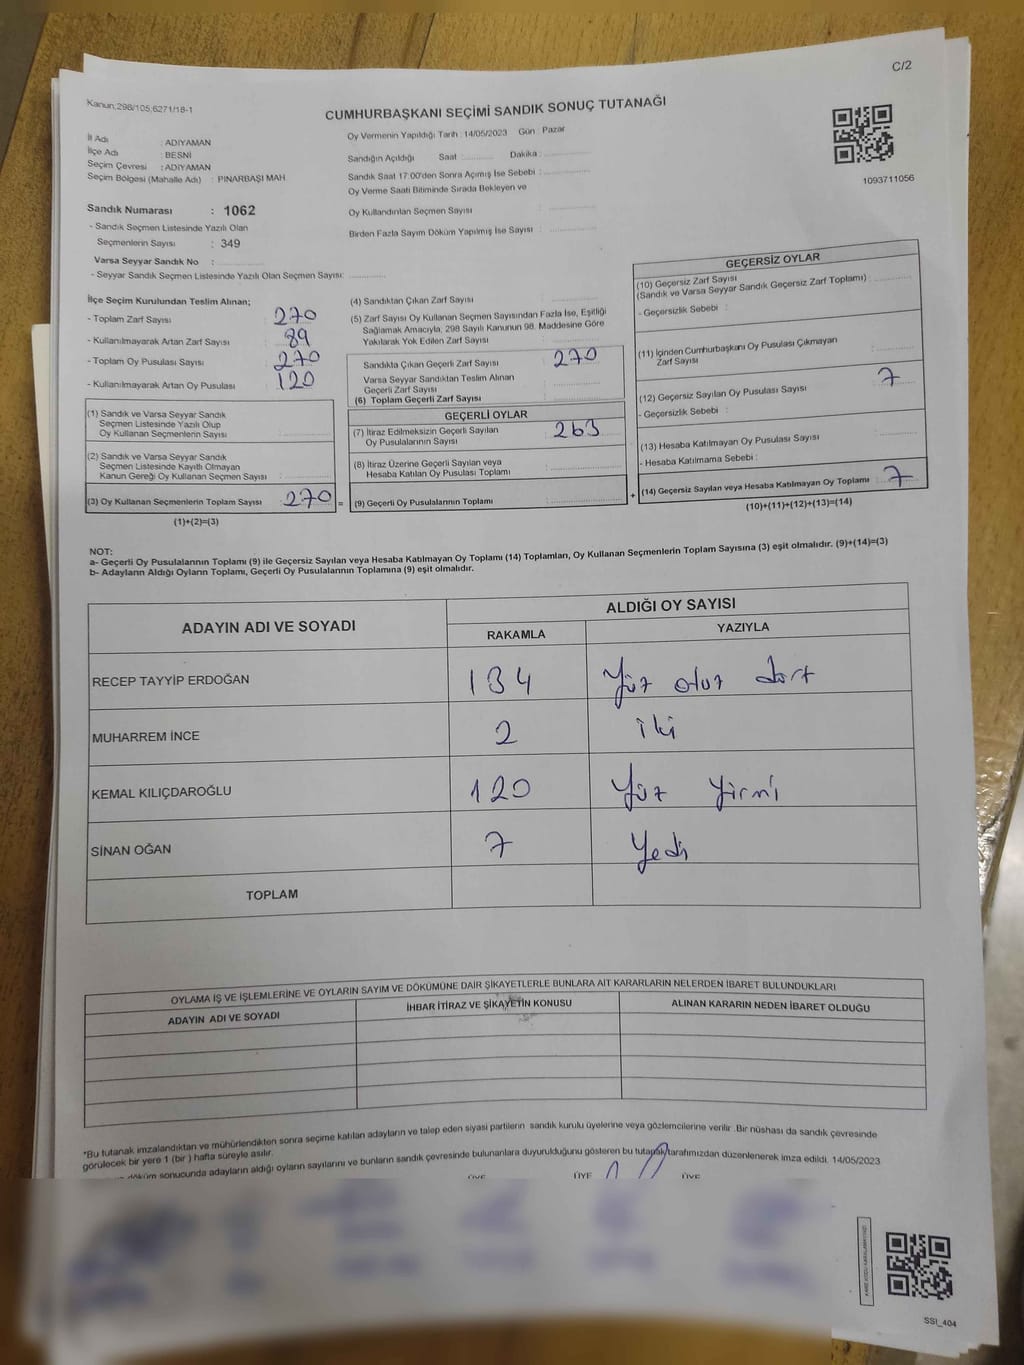 C/2
Kanun;298/105;6271/18-1
CUMHURBAŞKANI SEÇİMİ SANDIK SONUÇ TUTANAĞI
İl Adı : ADIYAMAN
İlçe Adı : BESNİ
Seçim Çevresi : ADIYAMAN
Seçim Bölgesi (Mahalle Adı) : PINARBAŞI MAH
Oy Vermenin Yapıldığı Tarih : 14/05/2023 Gün Pazar
Sandığın Açıldığı Saat : Dakika :
Sandık Saat 17:00'den Sonra Açımış İse Sebebi :
Oy Verme Saati Bitiminde Sırada Bekleyen ve
Oy Kullandırılan Seçmen Sayısı :
Birden Fazla Sayım Döküm Yapılmış İse Sayısı :
1093711056
Sandık Numarası : 1062
- Sandık Seçmen Listesinde Yazılı Olan
Seçmenlerin Sayısı : 349
Varsa Seyyar Sandık No :
- Seyyar Sandık Seçmen Listesinde Yazılı Olan Seçmen Sayısı:
İlçe Seçim Kurulundan Teslim Alınan;
- Toplam Zarf Sayısı : 270
- Kullanılmayarak Artan Zarf Sayısı : 89
- Toplam Oy Pusulası Sayısı : 270
- Kullanılmayarak Artan Oy Pusulası : 120
(1) Sandık ve Varsa Seyyar Sandık
Seçmen Listesinde Yazılı Olup
Oy Kullanan Seçmenlerin Sayısı :
(2) Sandık ve Varsa Seyyar Sandık
Seçmen Listesinde Kayıtlı Olmayan
Kanun Gereği Oy Kullanan Seçmen Sayısı :
(3) Oy Kullanan Seçmenlerin Toplam Sayısı : 270 =
(1)+(2)=(3)
(4) Sandıktan Çıkan Zarf Sayısı :
(5) Zarf Sayısı Oy Kullanan Seçmen Sayısından Fazla İse, Eşitliği
Sağlamak Amacıyla, 298 Sayılı Kanunun 98. Maddesine Göre
Yakılarak Yok Edilen Zarf Sayısı :
Sandıkta Çıkan Geçerli Zarf Sayısı : 270
Varsa Seyyar Sandıktan Teslim Alınan
Geçerli Zarf Sayısı :
(6) Toplam Geçerli Zarf Sayısı :
GEÇERLİ OYLAR
(7) İtiraz Edilmeksizin Geçerli Sayılan
Oy Pusulalarının Sayısı : 263
(8) İtiraz Üzerine Geçerli Sayılan veya
Hesaba Katılan Oy Pusulası Toplamı :
(9) Geçerli Oy Pusulalarının Toplamı : +
GEÇERSİZ OYLAR
(10) Geçersiz Zarf Sayısı
(Sandık ve Varsa Seyyar Sandık Geçersiz Zarf Toplamı) :
- Geçersizlik Sebebi :
(11) İçinden Cumhurbaşkanı Oy Pusulası Çıkmayan
Zarf Sayısı :
(12) Geçersiz Sayılan Oy Pusulası Sayısı : 7
- Geçersizlik Sebebi :
(13) Hesaba Katılmayan Oy Pusulası Sayısı :
- Hesaba Katılmama Sebebi :
(14) Geçersiz Sayılan veya Hesaba Katılmayan Oy Toplamı : 7
(10)+(11)+(12)+(13)=(14)
NOT:
a- Geçerli Oy Pusulalarının Toplamı (9) ile Geçersiz Sayılan veya Hesaba Katılmayan Oy Toplamı (14) Toplamları, Oy Kullanan Seçmenlerin Toplam Sayısına (3) eşit olmalıdır. (9)+(14)=(3)
b- Adayların Aldığı Oyların Toplamı, Geçerli Oy Pusulalarının Toplamına (9) eşit olmalıdır.
ADAYIN ADI VE SOYADI
ALDIĞI OY SAYISI
RAKAMLA YAZIYLA
RECEP TAYYİP ERDOĞAN 134 Yüz otuz dört
MUHARREM İNCE 2 iki
KEMAL KILIÇDAROĞLU 120 Yüz Yirmi
SİNAN OĞAN 7 Yedi
TOPLAM
OYLAMA İŞ VE İŞLEMLERİNE VE OYLARIN SAYIM VE DÖKÜMÜNE DAİR ŞİKAYETLERLE BUNLARA AİT KARARLARIN NELERDEN İBARET BULUNDUKLARI
ADAYIN ADI VE SOYADI İHBAR İTİRAZ VE ŞİKAYETİN KONUSU ALINAN KARARIN NEDEN İBARET OLDUĞU
*Bu tutanak imzalandıktan ve mühürlendikten sonra seçime katılan adayların ve talep eden siyasi partilerin sandık kurulu üyelerine veya gözlemcilerine verilir .Bir nüshası da sandık çevresinde
görülecek bir yere 1 (bir ) hafta süreyle asılır.
döküm sonucunda adayların aldığı oyların sayılarını ve bunların sandık çevresinde bulunanlara duyurulduğunu gösteren bu tutanak tarafımızdan düzenlenerek imza edildi. 14/05/2023
ÜYE ÜYE ÜYE
SSI_404